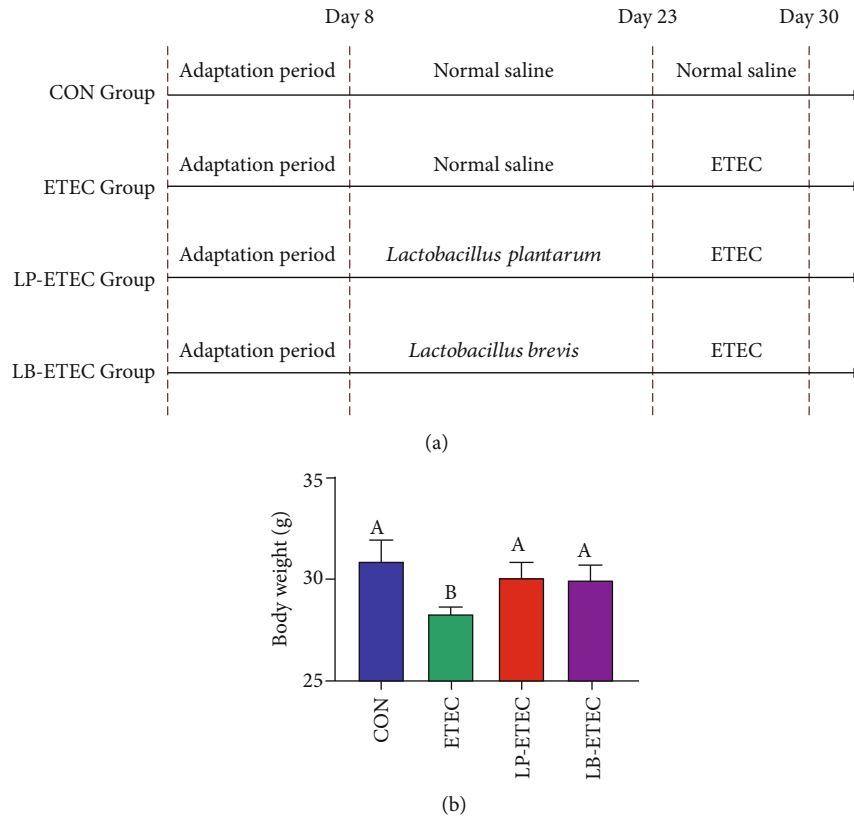 Day 8 Day 23 Day 30
Adaptation period Normal saline Normal saline
CON Group
Adaptation period Normal saline ETEC
ETEC Group
Adaptation period Lactobacillus plantarum ETEC
LP-ETEC Group
Adaptation period Lactobacillus brevis ETEC
LB-ETEC Group
(a)
Body weight (g)
35
30
25
A
B
A
A
CON
ETEC
LP-ETEC
LB-ETEC
(b)